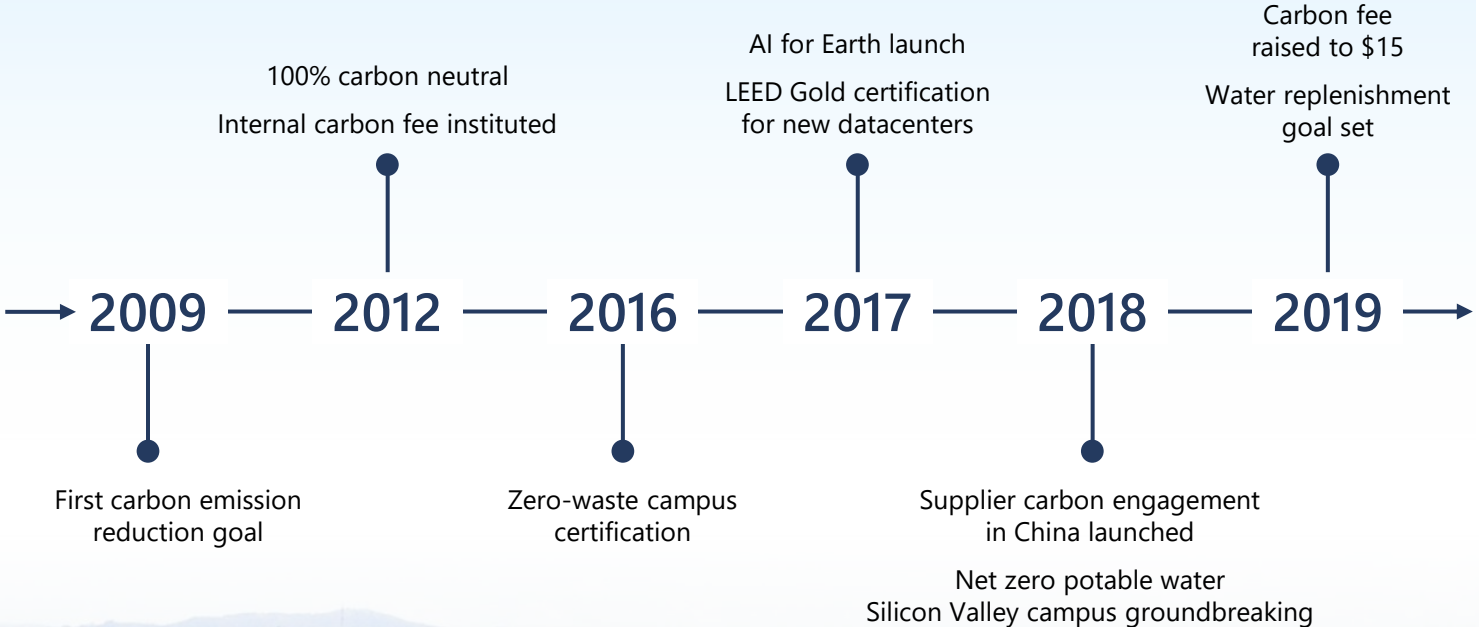 100% carbon neutral
Internal carbon fee instituted
AI for Earth launch
LEED Gold certification
for new datacenters
Carbon fee
raised to $15
Water replenishment
goal set
2009
2012
2016
2017
2018
2019
First carbon emission
reduction goal
Zero-waste campus
certification
Supplier carbon engagement
in China launched
Net zero potable water
Silicon Valley campus groundbreaking